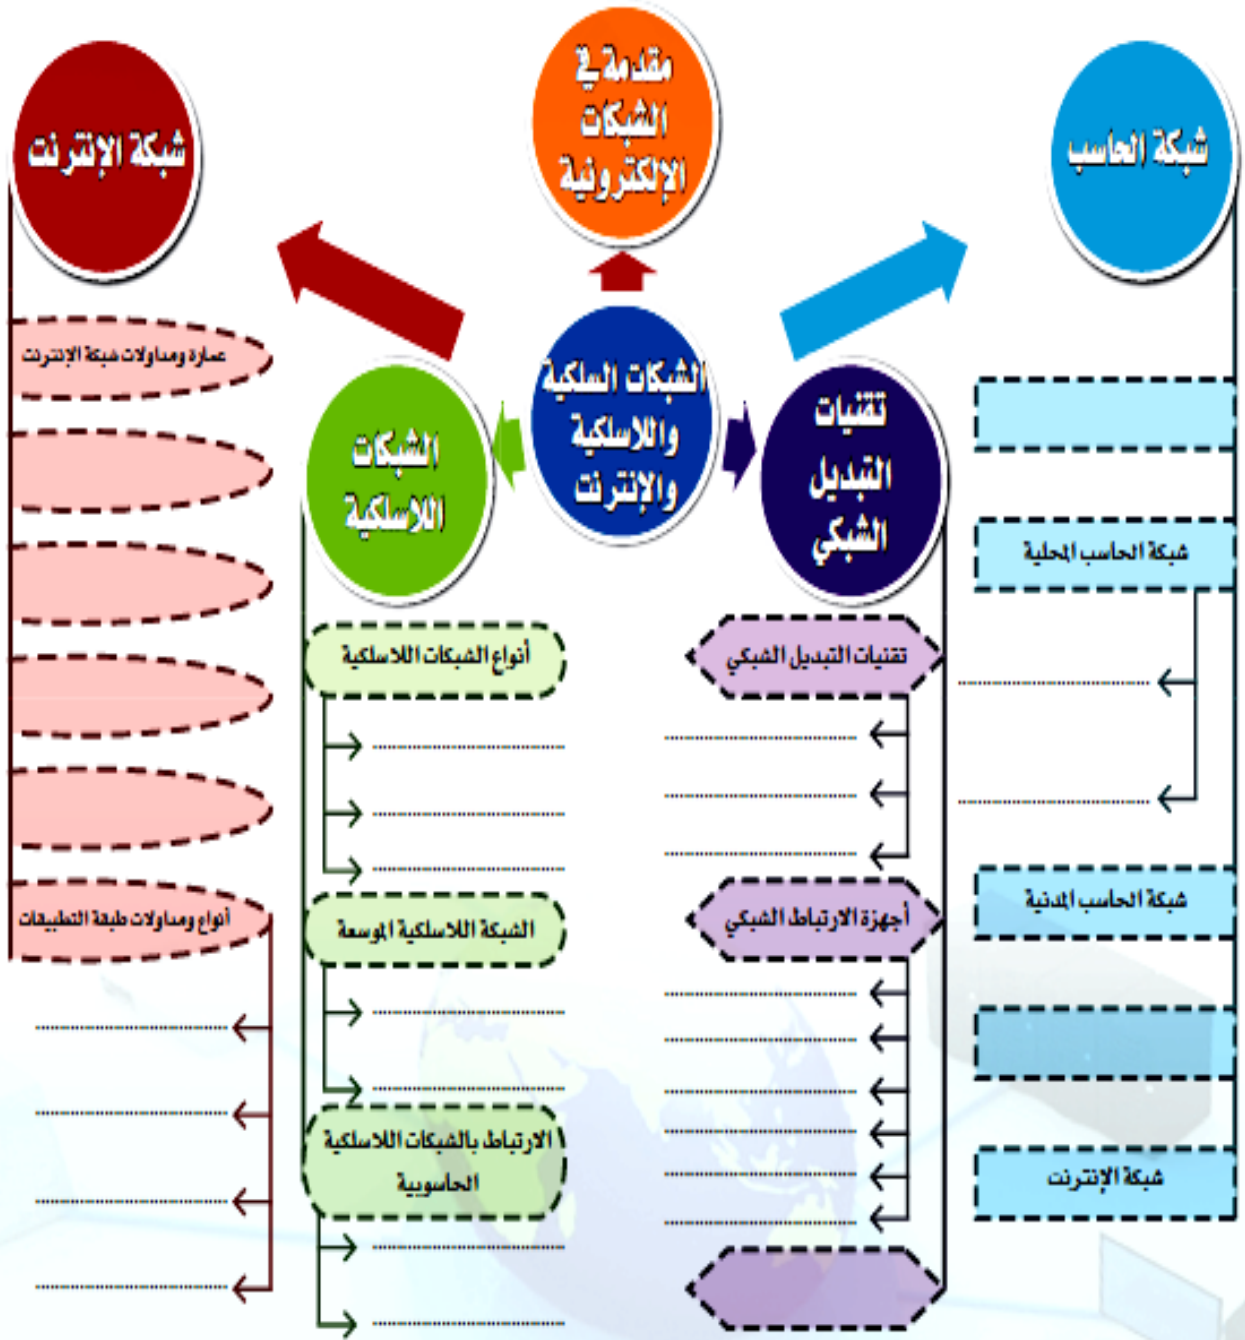 مقدمة في
الشبكات
الإلكترونية
شبكة الحاسب
شبكة الإنترنت
الشبكات السلكية
واللاسلكية
والإنترنت
تقنيات
التبديل
الشبكي
الشبكات
اللاسلكية
شبكة الحاسب المحلية
شبكة الحاسب المدنية
شبكة الإنترنت
تقنيات التبديل الشبكي
أجهزة الارتباط الشبكي
أنواع الشبكات اللاسلكية
الشبكة اللاسلكية الموسعة
الارتباط بالشبكات اللاسلكية
الحاسوبية
عمارة ومداولات شبكة الإنترنت
أنواع ومداولات طبقة التطبيقات